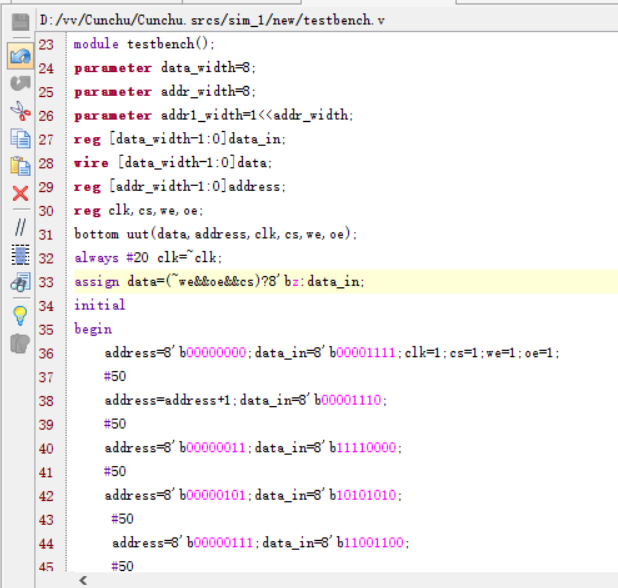 D:/vv/Cunchu/Cunchu.srcs/sim_1/new/testbench.v
23 module testbench();
24 parameter data_width=8;
25 parameter addr_width=8;
26 parameter addr1_width=1<<addr_width;
27 reg [data_width-1:0]data_in;
28 wire [data_width-1:0]data;
29 reg [addr_width-1:0]address;
30 reg clk,cs,we,oe;
31 bottom uut(data,address,clk,cs,we,oe);
32 always #20 clk=~clk;
33 assign data=(~we&&oe&&cs)?8'bz:data_in;
34 initial
35 begin
36 address=8'b00000000;data_in=8'b00001111;clk=1;cs=1;we=1;oe=1;
37 #50
38 address=address+1;data_in=8'b00001110;
39 #50
40 address=8'b00000011;data_in=8'b11110000;
41 #50
42 address=8'b00000101;data_in=8'b10101010;
43 #50
44 address=8'b00000111;data_in=8'b11001100;
45 #50